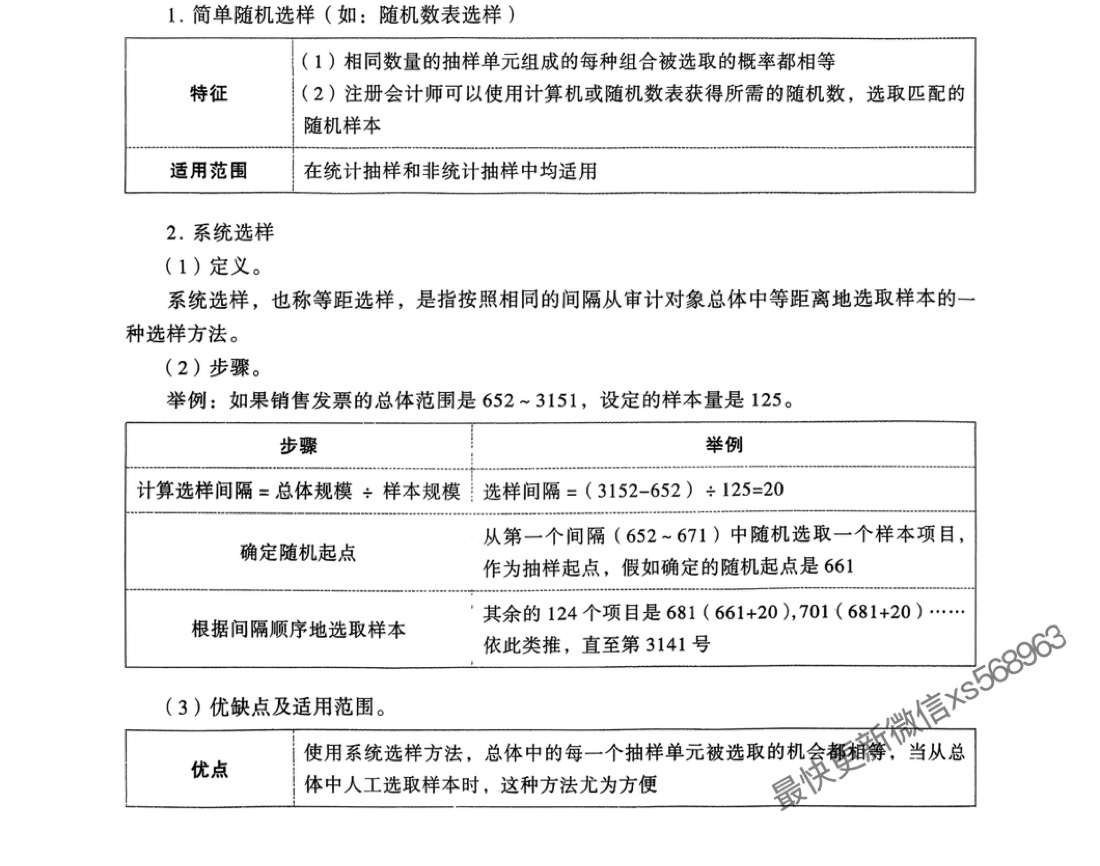 1. 简单随机选样（如：随机数表选样）
特征
（1）相同数量的抽样单元组成的每种组合被选取的概率都相等
（2）注册会计师可以使用计算机或随机数表获得所需的随机数，选取匹配的
随机样本
适用范围
在统计抽样和非统计抽样中均适用
2. 系统选样
（1）定义。
系统选样，也称等距选样，是指按照相同的间隔从审计对象总体中等距离地选取样本的一
种选样方法。
（2）步骤。
举例：如果销售发票的总体范围是 652 ~ 3151，设定的样本量是 125。
步骤
举例
计算选样间隔 = 总体规模 ÷ 样本规模
选样间隔 =（3152-652）÷125=20
确定随机起点
从第一个间隔（652 ~ 671）中随机选取一个样本项目，
作为抽样起点，假如确定的随机起点是 661
根据间隔顺序地选取样本
其余的 124 个项目是 681（661+20）,701（681+20）……
依此类推，直至第 3141 号
（3）优缺点及适用范围。
优点
使用系统选样方法，总体中的每一个抽样单元被选取的机会都相等，当从总
体中人工选取样本时，这种方法尤为方便
最快更新微信xs568963